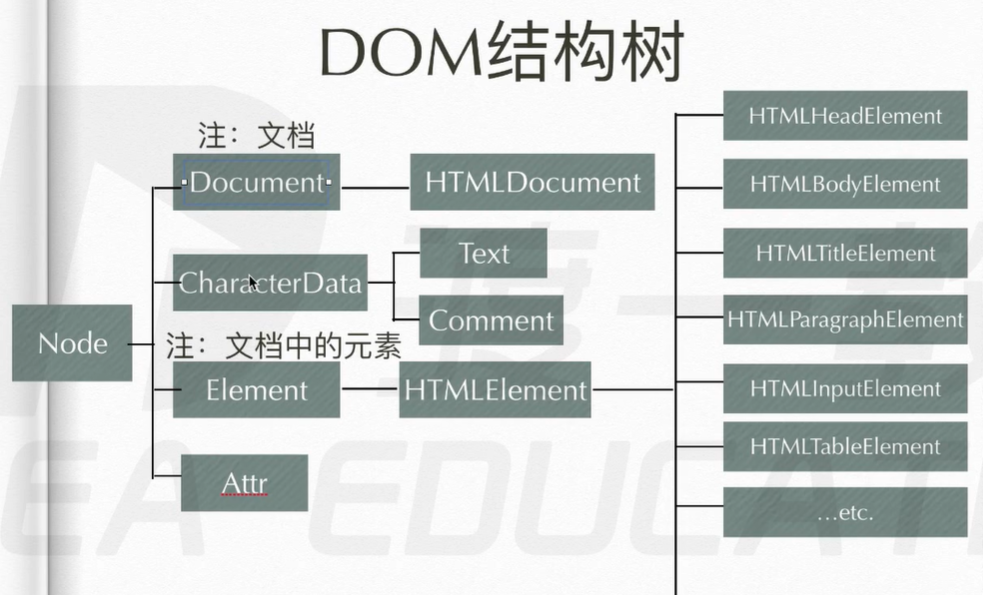 DOM结构树
注：文档
Document
HTMLDocument
CharacterData
Text
Comment
Node
注：文档中的元素
Element
HTMLElement
Attr
HTMLHeadElement
HTMLBodyElement
HTMLTitleElement
HTMLParagraphElement
HTMLInputElement
HTMLTableElement
...etc.